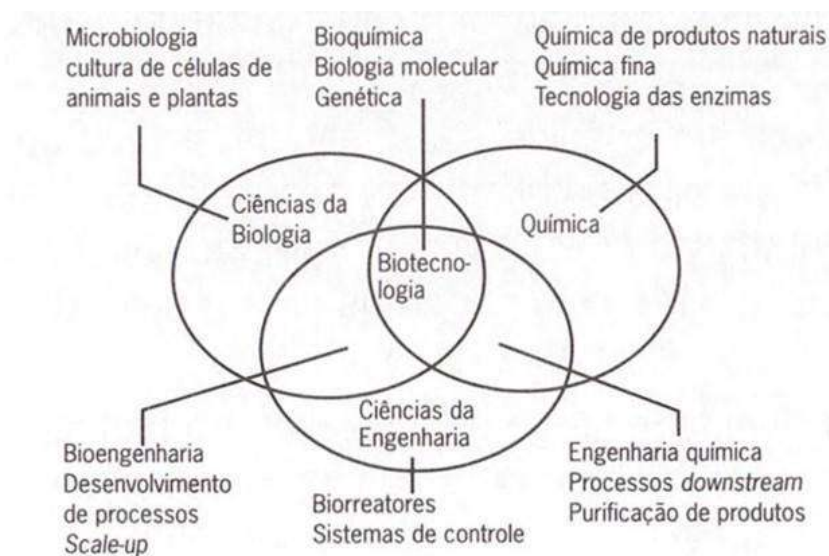 Microbiologia
cultura de células de
animais e plantas
Bioquímica
Biologia molecular
Genética
Química de produtos naturais
Química fina
Tecnologia das enzimas
Ciências da
Biologia
Química
Biotecno-
logia
Ciências da
Engenharia
Bioengenharia
Desenvolvimento
de processos
Scale-up
Biorreatores
Sistemas de controle
Engenharia química
Processos downstream
Purificação de produtos